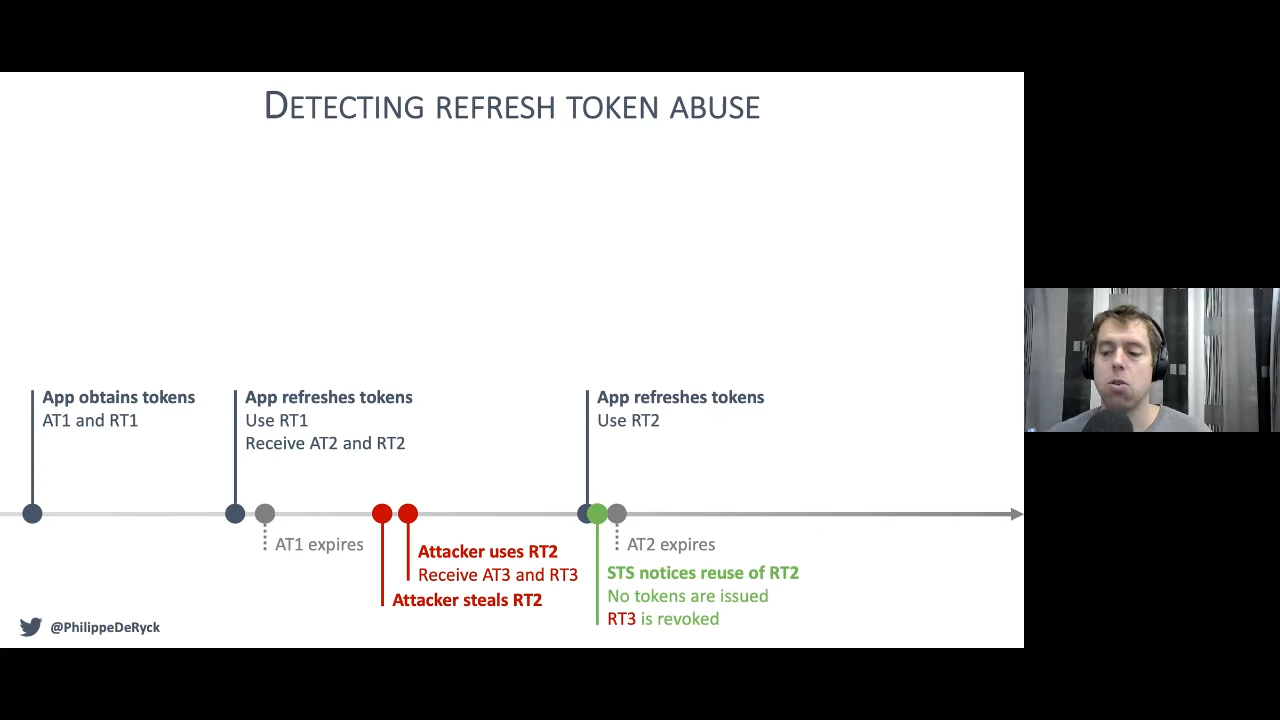 DETECTING REFRESH TOKEN ABUSE
App obtains tokens
AT1 and RT1
App refreshes tokens
Use RT1
Receive AT2 and RT2
App refreshes tokens
Use RT2
AT1 expires
Attacker uses RT2
Receive AT3 and RT3
Attacker steals RT2
AT2 expires
STS notices reuse of RT2
No tokens are issued
RT3 is revoked
@PhilippeDeRyck